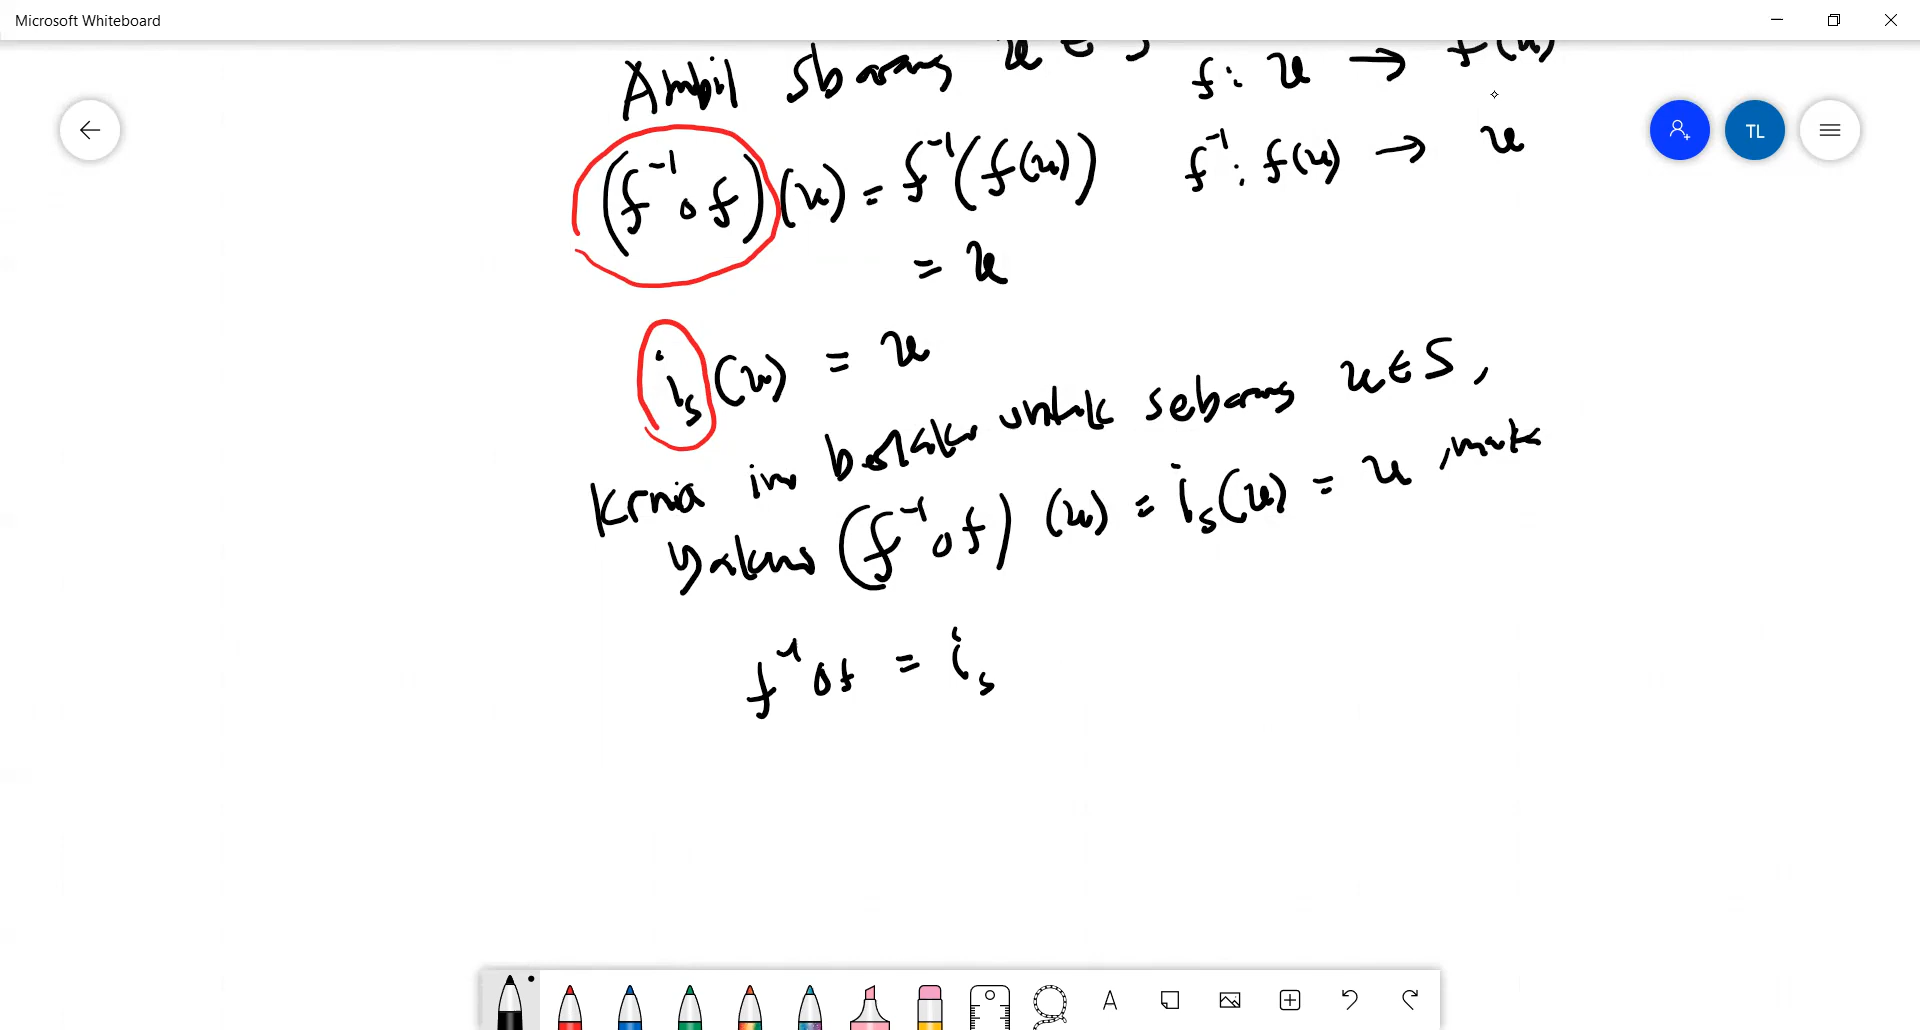 Microsoft Whiteboard
Ambil sbarang x ∈ S
f : x → f(x)
(f⁻¹ o f)(x) = f⁻¹(f(x))
f⁻¹ : f(x) → x
= x
TL
i_s (x) = x
krna ini berlaku untuk sebarang x ∈ S,
yaknu (f⁻¹ o f) (x) = i_s(x) = x , maka
f⁻¹ o f = i_s